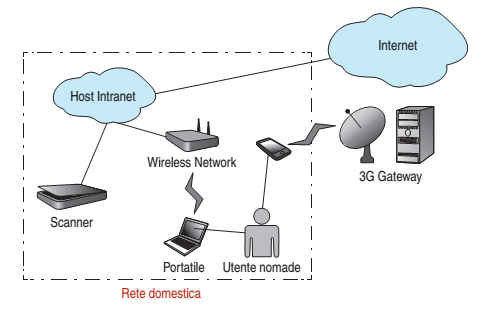 Internet
Host Intranet
Wireless Network
3G Gateway
Scanner
Portatile
Utente nomade
Rete domestica